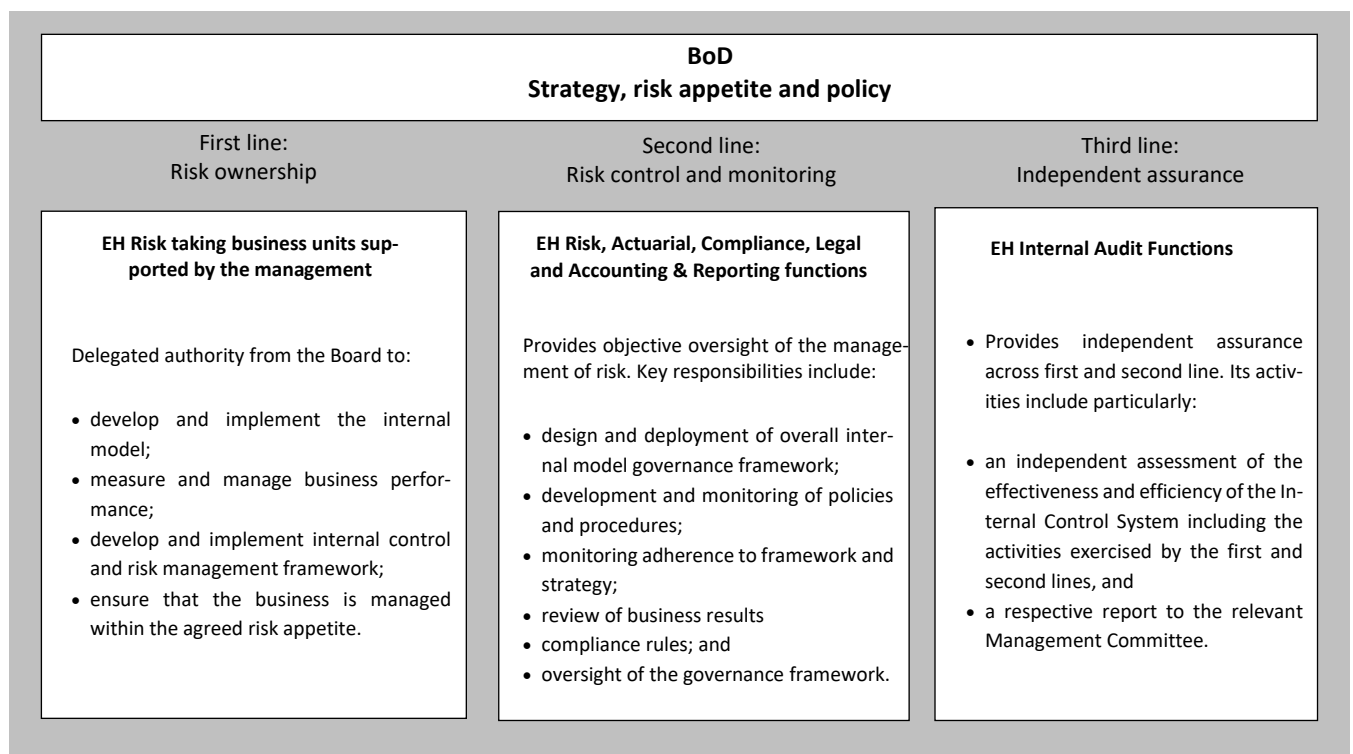 BoD
Strategy, risk appetite and policy
First line:
Risk ownership
EH Risk taking business units sup-
ported by the management
Delegated authority from the Board to:
• develop and implement the internal
model;
• measure and manage business perfor-
mance;
• develop and implement internal control
and risk management framework;
• ensure that the business is managed
within the agreed risk appetite.
Second line:
Risk control and monitoring
EH Risk, Actuarial, Compliance, Legal
and Accounting & Reporting functions
Provides objective oversight of the manage-
ment of risk. Key responsibilities include:
• design and deployment of overall inter-
nal model governance framework;
• development and monitoring of policies
and procedures;
• monitoring adherence to framework and
strategy;
• review of business results
• compliance rules; and
• oversight of the governance framework.
Third line:
Independent assurance
EH Internal Audit Functions
• Provides independent assurance
across first and second line. Its activ-
ities include particularly:
• an independent assessment of the
effectiveness and efficiency of the In-
ternal Control System including the
activities exercised by the first and
second lines, and
• a respective report to the relevant
Management Committee.